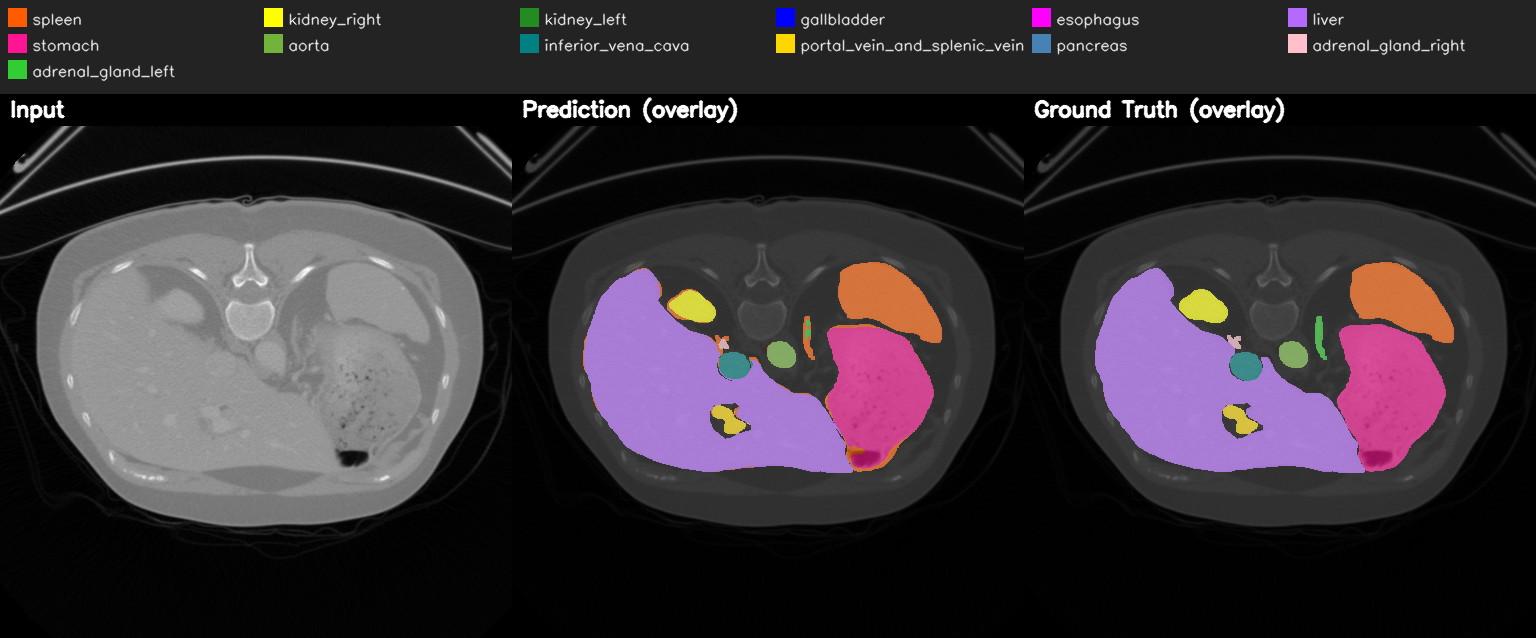 spleen kidney_right kidney_left gallbladder esophagus liver
stomach aorta inferior_vena_cava portal_vein_and_splenic_vein pancreas adrenal_gland_right
adrenal_gland_left
Input Prediction (overlay) Ground Truth (overlay)